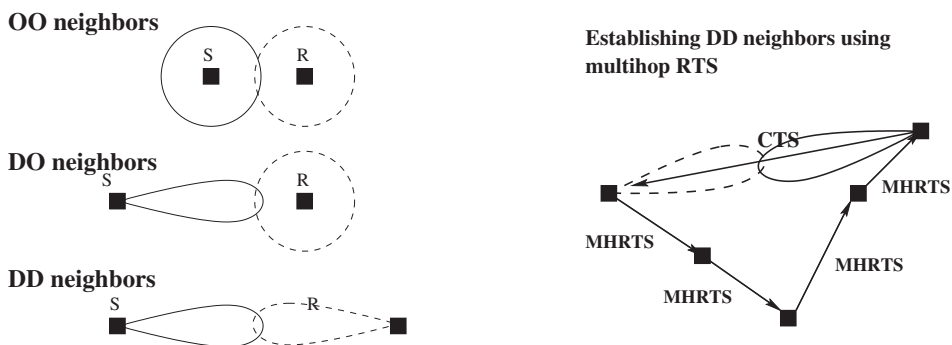 OO neighbors
S
R
DO neighbors
S
R
DD neighbors
S
R
Establishing DD neighbors using
multihop RTS
CTS
MHRTS
MHRTS
MHRTS
MHRTS